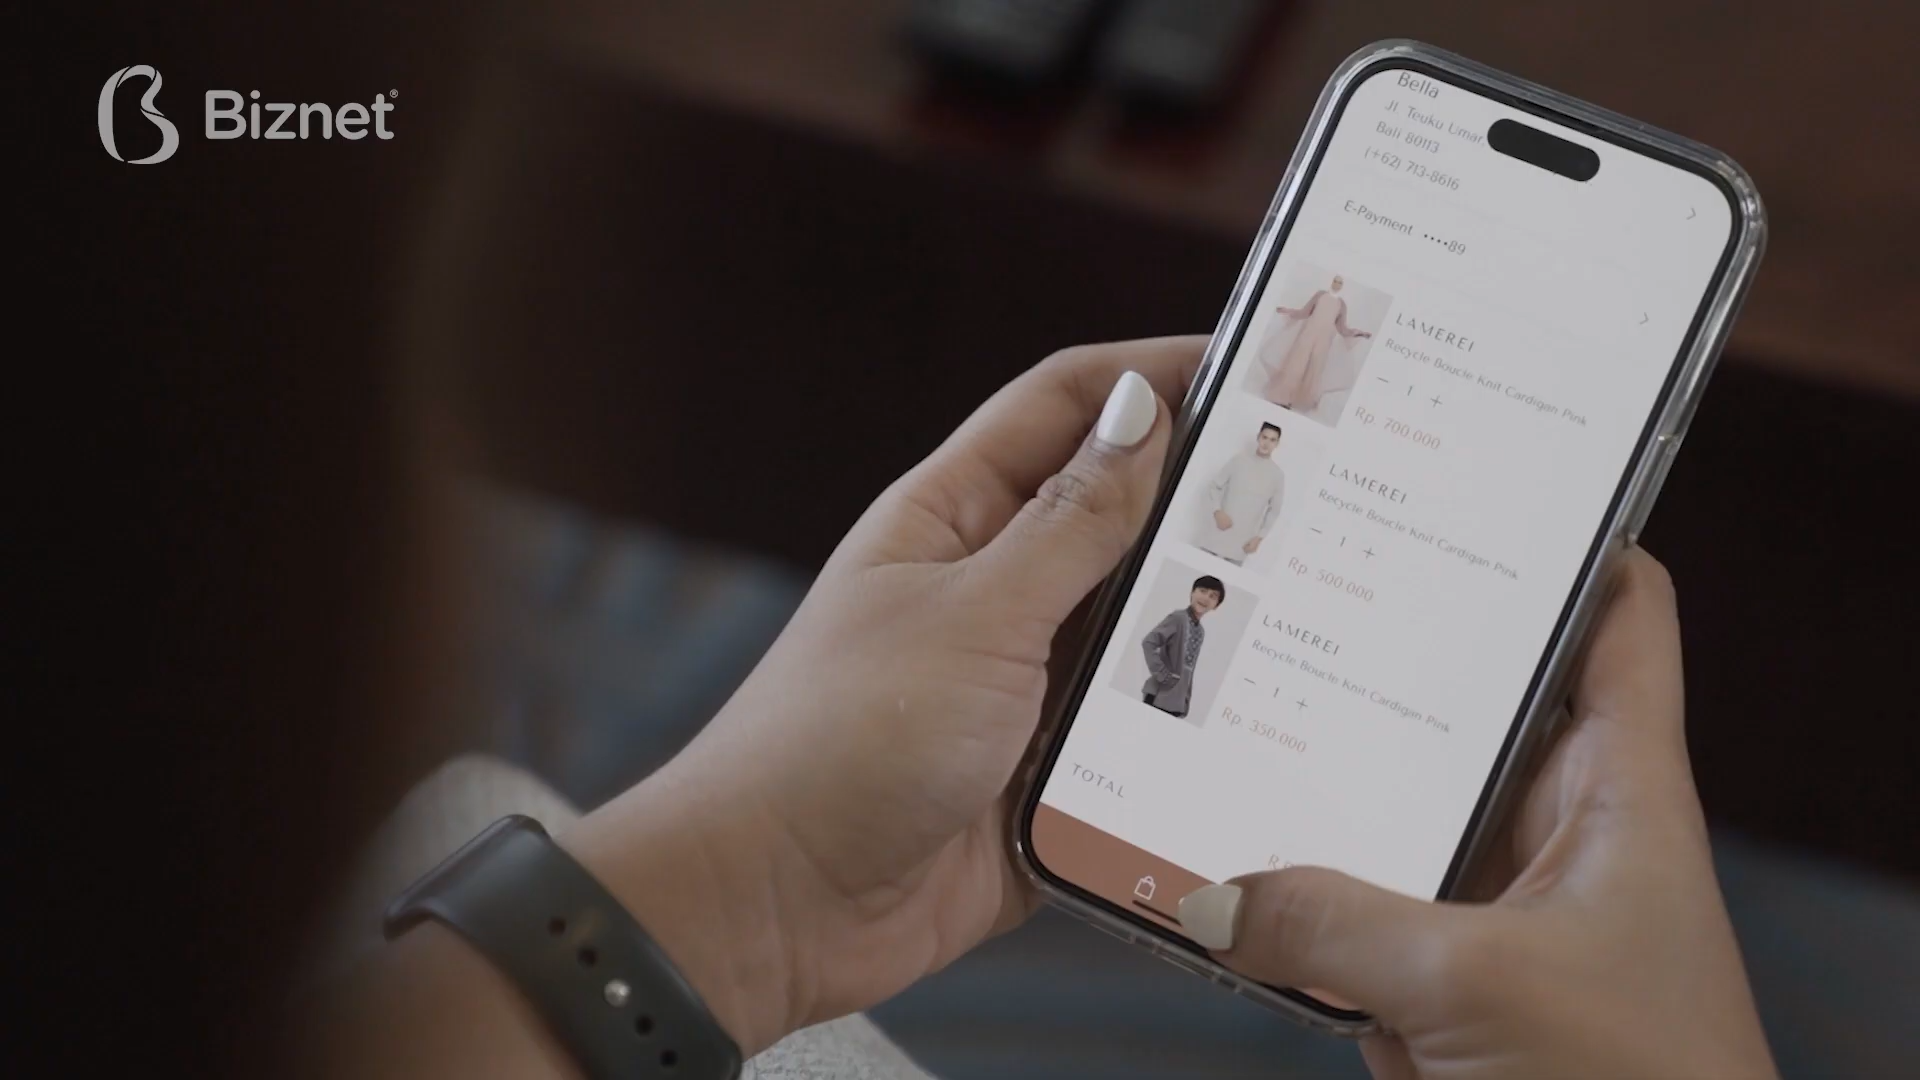 Biznet
Bella
Jl. Teuku Umar,
Bali 80113
(+62) 713-8616
E-Payment ••••89
LAMEREI
Recycle Boucle Knit Cardigan Pink
− 1 +
Rp. 700.000
LAMEREI
Recycle Boucle Knit Cardigan Pink
− 1 +
Rp. 500.000
LAMEREI
Recycle Boucle Knit Cardigan Pink
− 1 +
Rp. 350.000
TOTAL